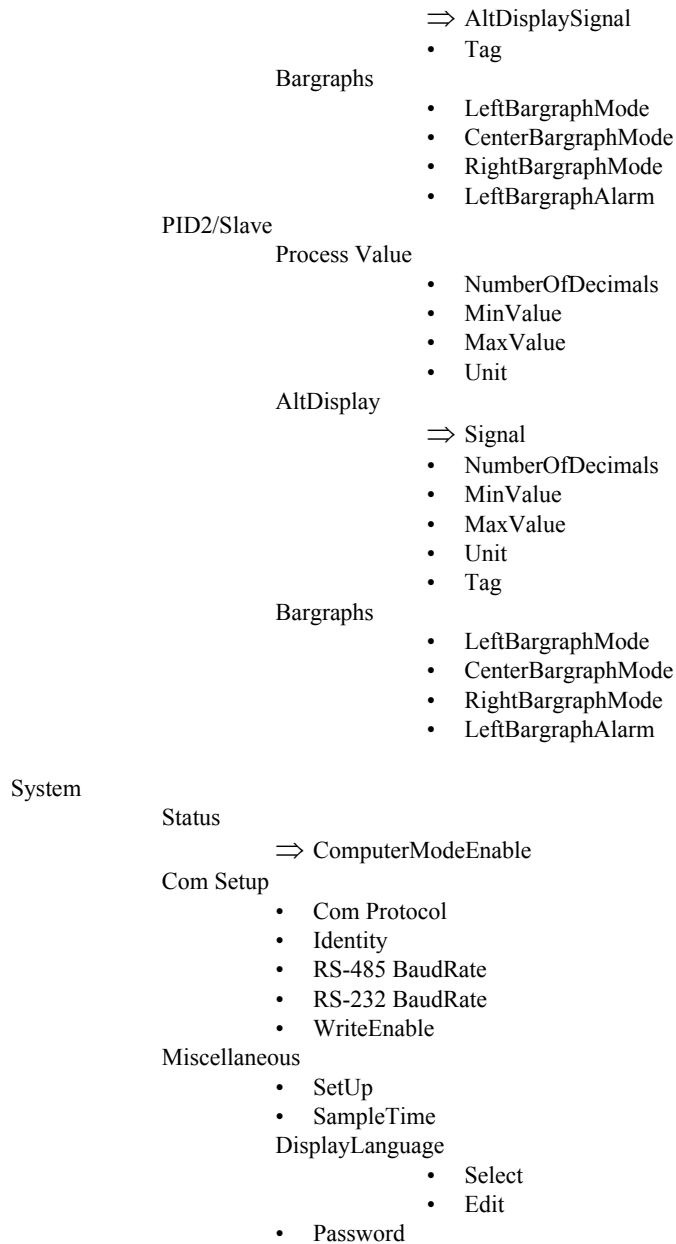 ⇒ AltDisplaySignal
• Tag
Bargraphs
• LeftBargraphMode
• CenterBargraphMode
• RightBargraphMode
• LeftBargraphAlarm
PID2/Slave
Process Value
• NumberOfDecimals
• MinValue
• MaxValue
• Unit
AltDisplay
⇒ Signal
• NumberOfDecimals
• MinValue
• MaxValue
• Unit
• Tag
Bargraphs
• LeftBargraphMode
• CenterBargraphMode
• RightBargraphMode
• LeftBargraphAlarm
System
Status
⇒ ComputerModeEnable
Com Setup
• Com Protocol
• Identity
• RS-485 BaudRate
• RS-232 BaudRate
• WriteEnable
Miscellaneous
• SetUp
• SampleTime
DisplayLanguage
• Select
• Edit
• Password